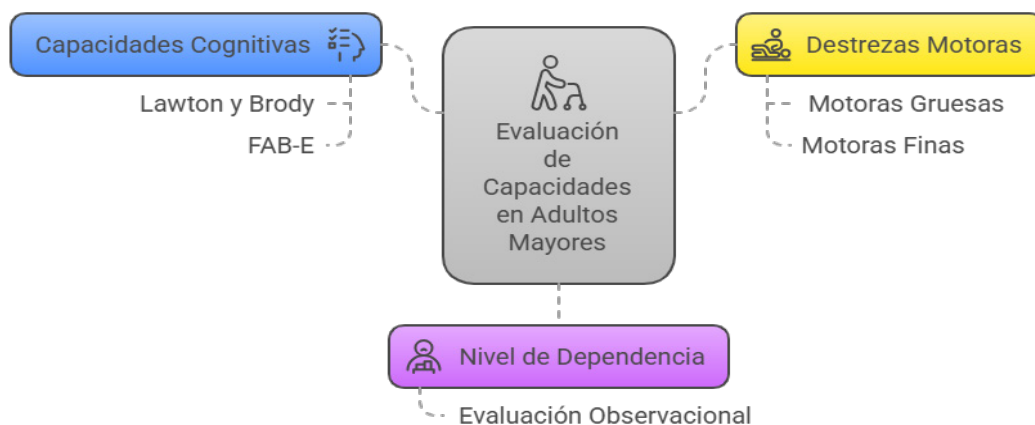 Capacidades Cognitivas
Lawton y Brody
FAB-E
Evaluación
de
Capacidades
en Adultos
Mayores
Destrezas Motoras
Motoras Gruesas
Motoras Finas
Nivel de Dependencia
Evaluación Observacional